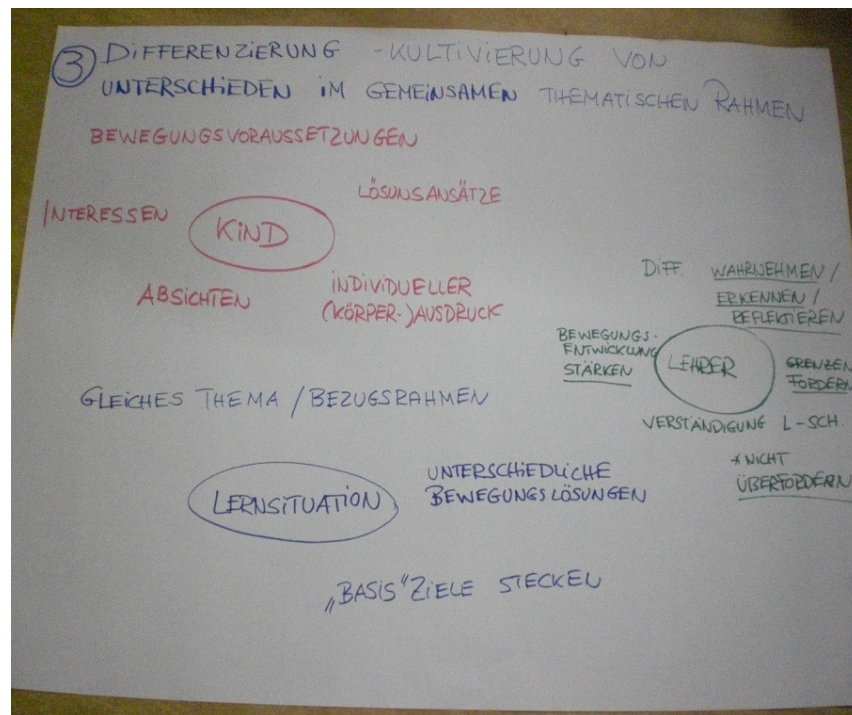 ③ DIFFERENZIERUNG - KULTIVIERUNG VON
UNTERSCHIEDEN IM GEMEINSAMEN THEMATISCHEN RAHMEN
BEWEGUNGSVORAUSSETZUNGEN
LÖSUNSANSÄTZE
INTERESSEN
KIND
ABSICHTEN
INDIVIDUELLER
(KÖRPER-)AUSDRUCK
DIFF. WAHRNEHMEN /
ERKENNEN /
REFLEKTIEREN
BEWEGUNGS-
ENTWICKLUNG
STÄRKEN
LEHRER
GRENZEN
FORDERN
VERSTÄNDIGUNG L-SCH.
* NICHT
ÜBERFORDERN
GLEICHES THEMA / BEZUGSRAHMEN
LERNSITUATION
UNTERSCHIEDLICHE
BEWEGUNGSLÖSUNGEN
„BASIS“ZIELE STECKEN